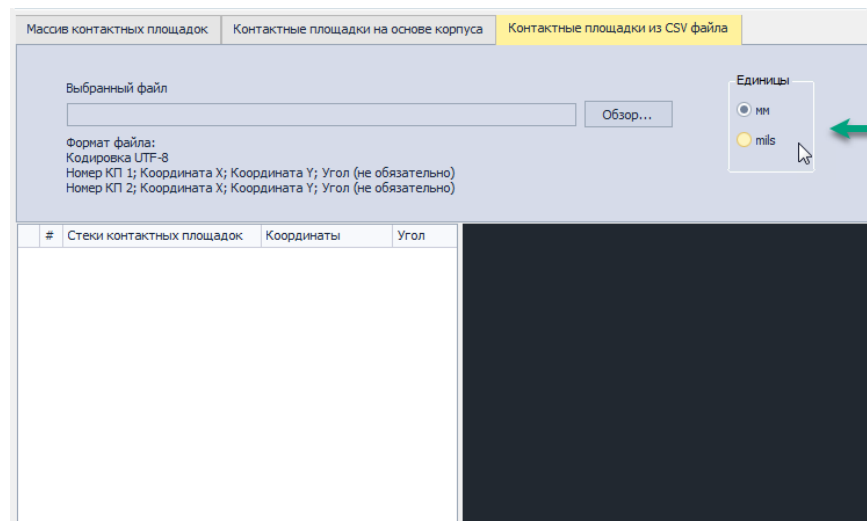 Массив контактных площадок Контактные площадки на основе корпуса Контактные площадки из CSV файла
Выбранный файл
Обзор...
Единицы
мм
mils
Формат файла:
Кодировка UTF-8
Номер КП 1; Координата X; Координата Y; Угол (не обязательно)
Номер КП 2; Координата X; Координата Y; Угол (не обязательно)
# Стеки контактных площадок Координаты Угол